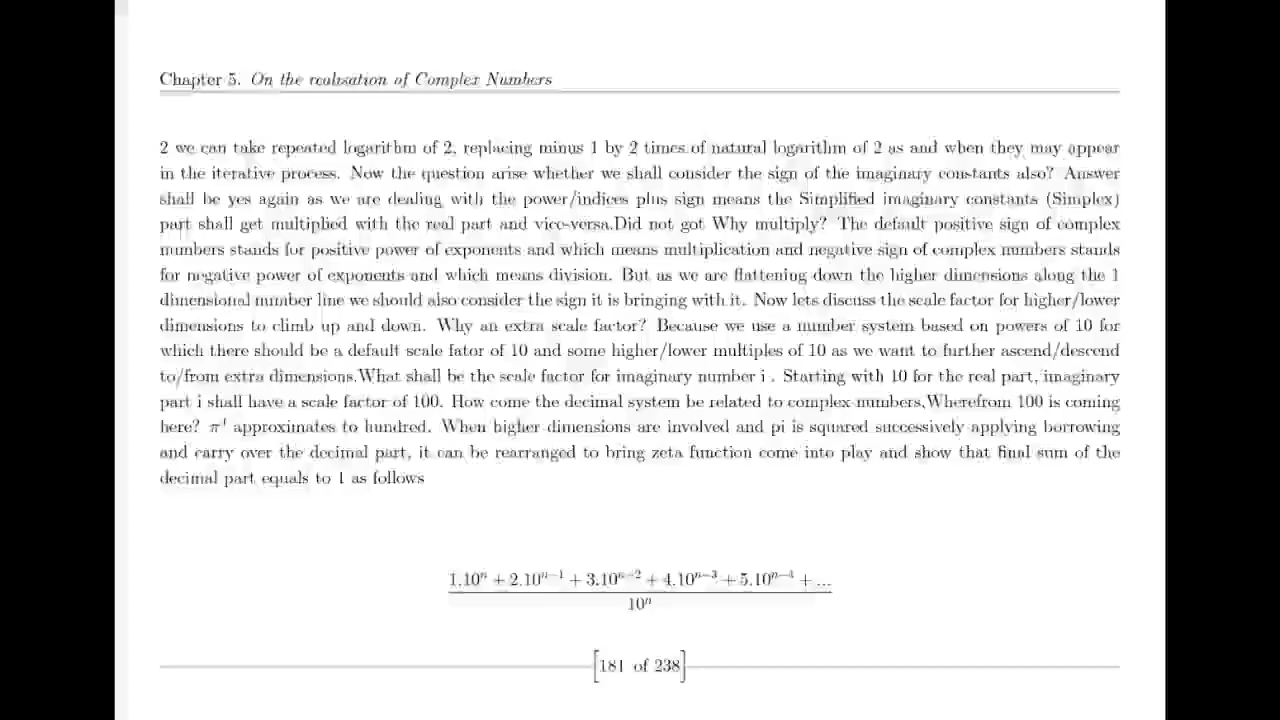 Chapter 5. On the realisation of Complex Numbers
2 we can take repeated logarithm of 2, replacing minus 1 by 2 times of natural logarithm of 2 as and when they may appear
in the iterative process. Now the question arise whether we shall consider the sign of the imaginary constants also? Answer
shall be yes again as we are dealing with the power/indices plus sign means the Simplified imaginary constants (Simplex)
part shall get multiplied with the real part and vice-versa.Did not got Why multiply? The default positive sign of complex
numbers stands for positive power of exponents and which means multiplication and negative sign of complex numbers stands
for negative power of exponents and which means division. But as we are flattening down the higher dimensions along the 1
dimensional number line we should also consider the sign it is bringing with it. Now lets discuss the scale factor for higher/lower
dimensions to climb up and down. Why an extra scale factor? Because we use a number system based on powers of 10 for
which there should be a default scale fator of 10 and some higher/lower multiples of 10 as we want to further ascend/descend
to/from extra dimensions.What shall be the scale factor for imaginary number i . Starting with 10 for the real part, imaginary
part i shall have a scale factor of 100. How come the decimal system be related to complex numbers,Wherefrom 100 is coming
here? π⁴ approximates to hundred. When higher dimensions are involved and pi is squared successively applying borrowing
and carry over the decimal part, it can be rearranged to bring zeta function come into play and show that final sum of the
decimal part equals to 1 as follows
1.10ⁿ + 2.10ⁿ⁻¹ + 3.10ⁿ⁻² + 4.10ⁿ⁻³ + 5.10ⁿ⁻⁴ + ...
10ⁿ
[181 of 238]